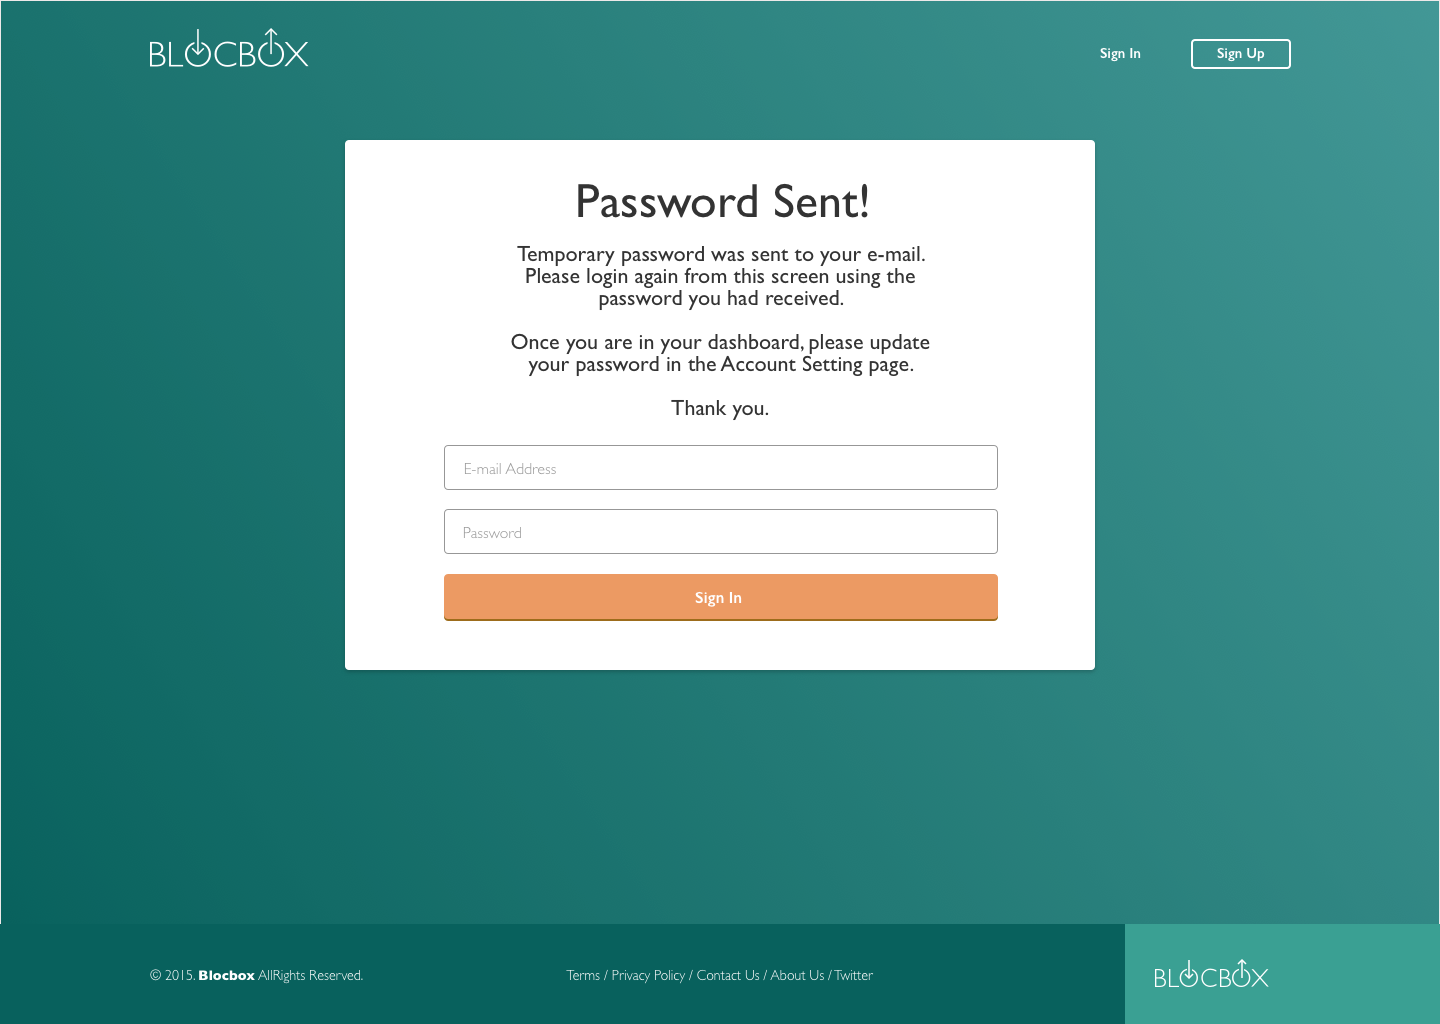 BLOCBOX
Sign In
Sign Up
Password Sent!
Temporary password was sent to your e-mail.
Please login again from this screen using the
password you had received.
Once you are in your dashboard, please update
your password in the Account Setting page.
Thank you.
E-mail Address
Password
Sign In
© 2015. Blocbox AllRights Reserved.
Terms / Privacy Policy / Contact Us / About Us / Twitter
BLOCBOX